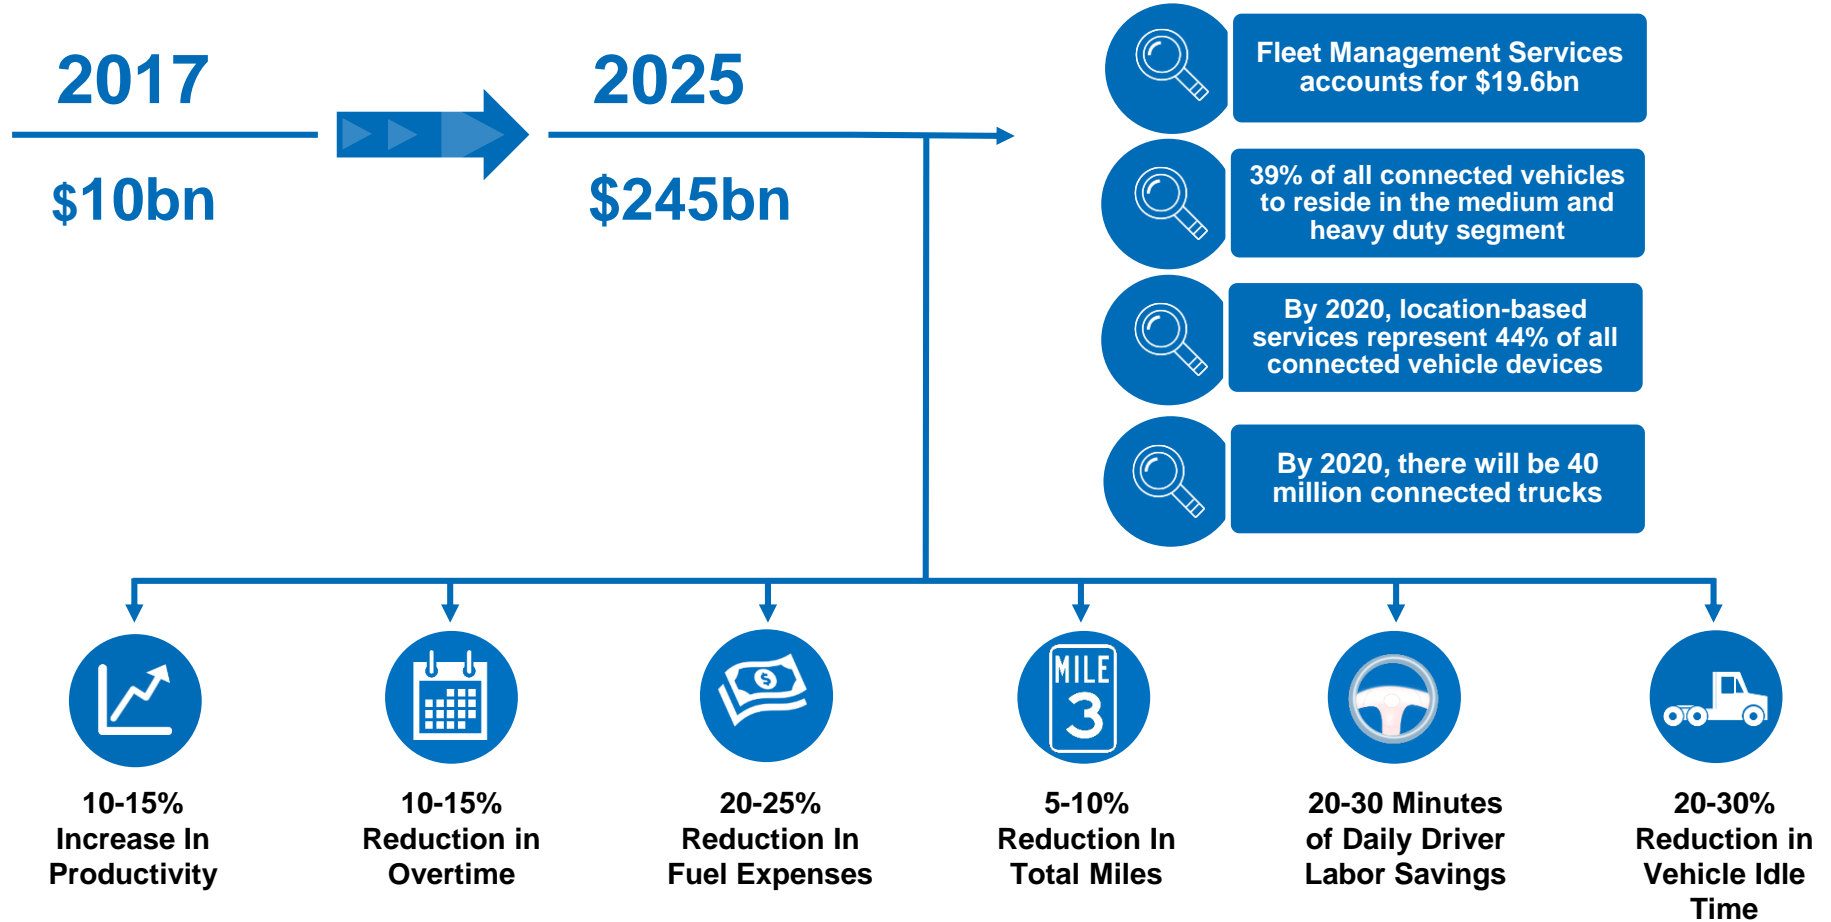 2017
$10bn
2025
$245bn
Fleet Management Services
accounts for $19.6bn
39% of all connected vehicles
to reside in the medium and
heavy duty segment
By 2020, location-based
services represent 44% of all
connected vehicle devices
By 2020, there will be 40
million connected trucks
MILE
3
$
10-15%
Increase In
Productivity
10-15%
Reduction in
Overtime
20-25%
Reduction In
Fuel Expenses
5-10%
Reduction In
Total Miles
20-30 Minutes
of Daily Driver
Labor Savings
20-30%
Reduction in
Vehicle Idle
Time